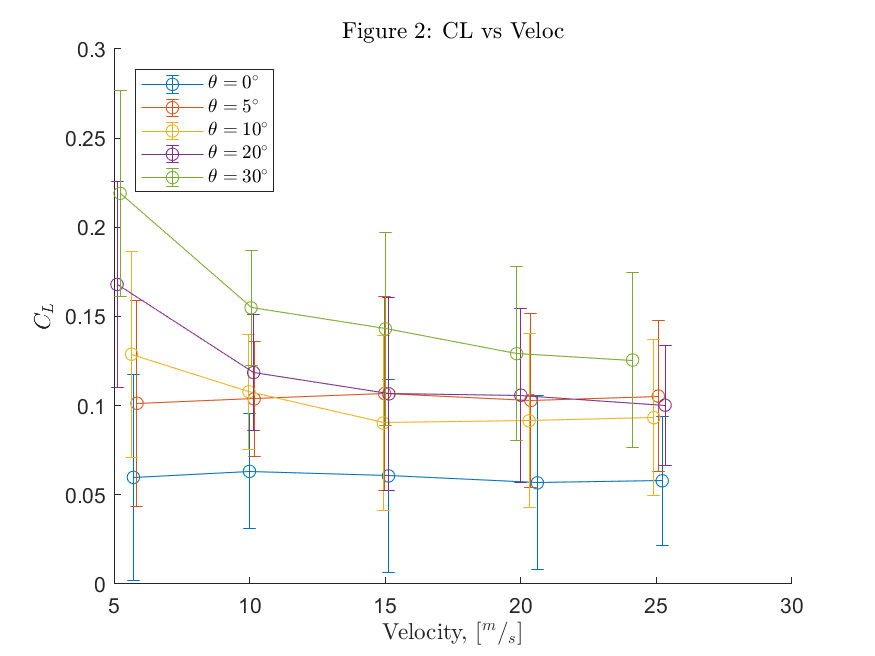 Figure 2: CL vs Veloc
0.3
θ = 0°
θ = 5°
θ = 10°
θ = 20°
θ = 30°
0.25
0.2
0.15
0.1
0.05
0
C_L
5 10 15 20 25 30
Velocity, [m/s]